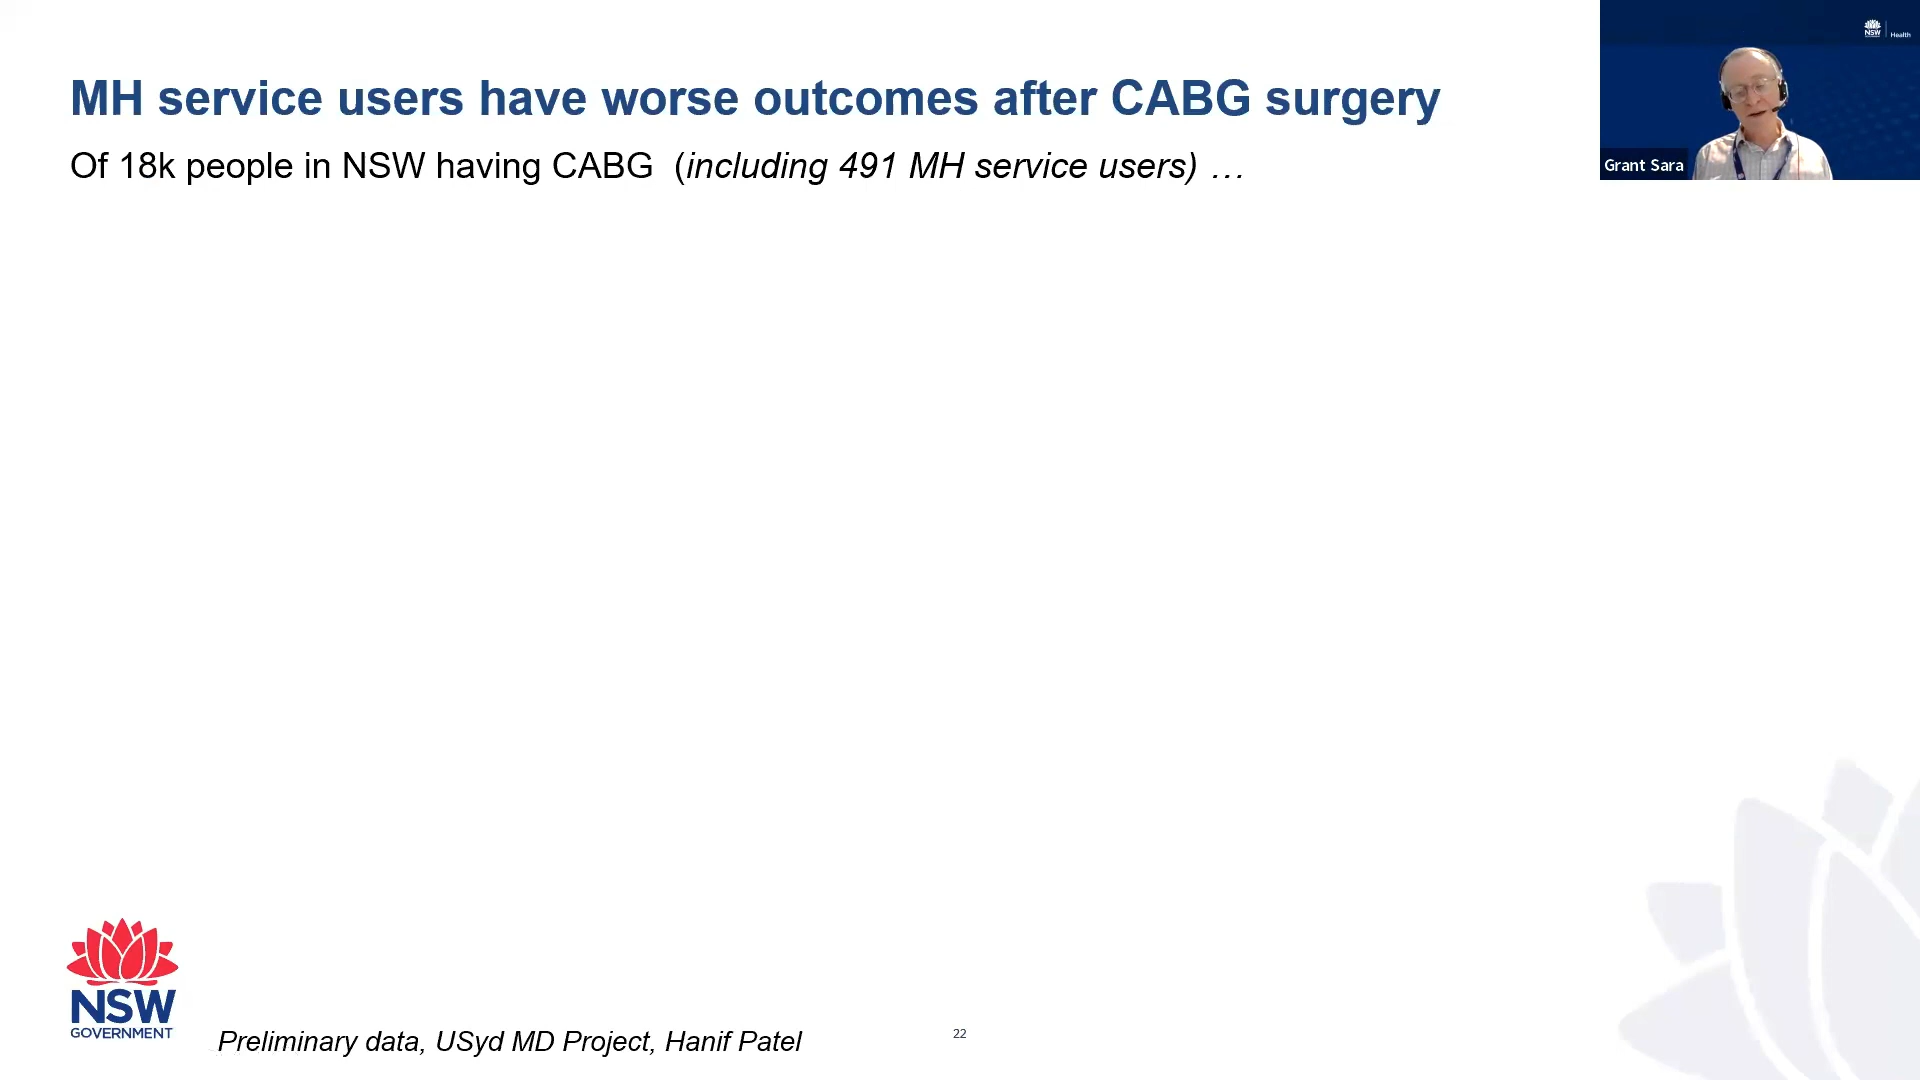 MH service users have worse outcomes after CABG surgery
Of 18k people in NSW having CABG (including 491 MH service users) …
NSW
Health
Grant Sara
NSW
GOVERNMENT
Preliminary data, USyd MD Project, Hanif Patel
22